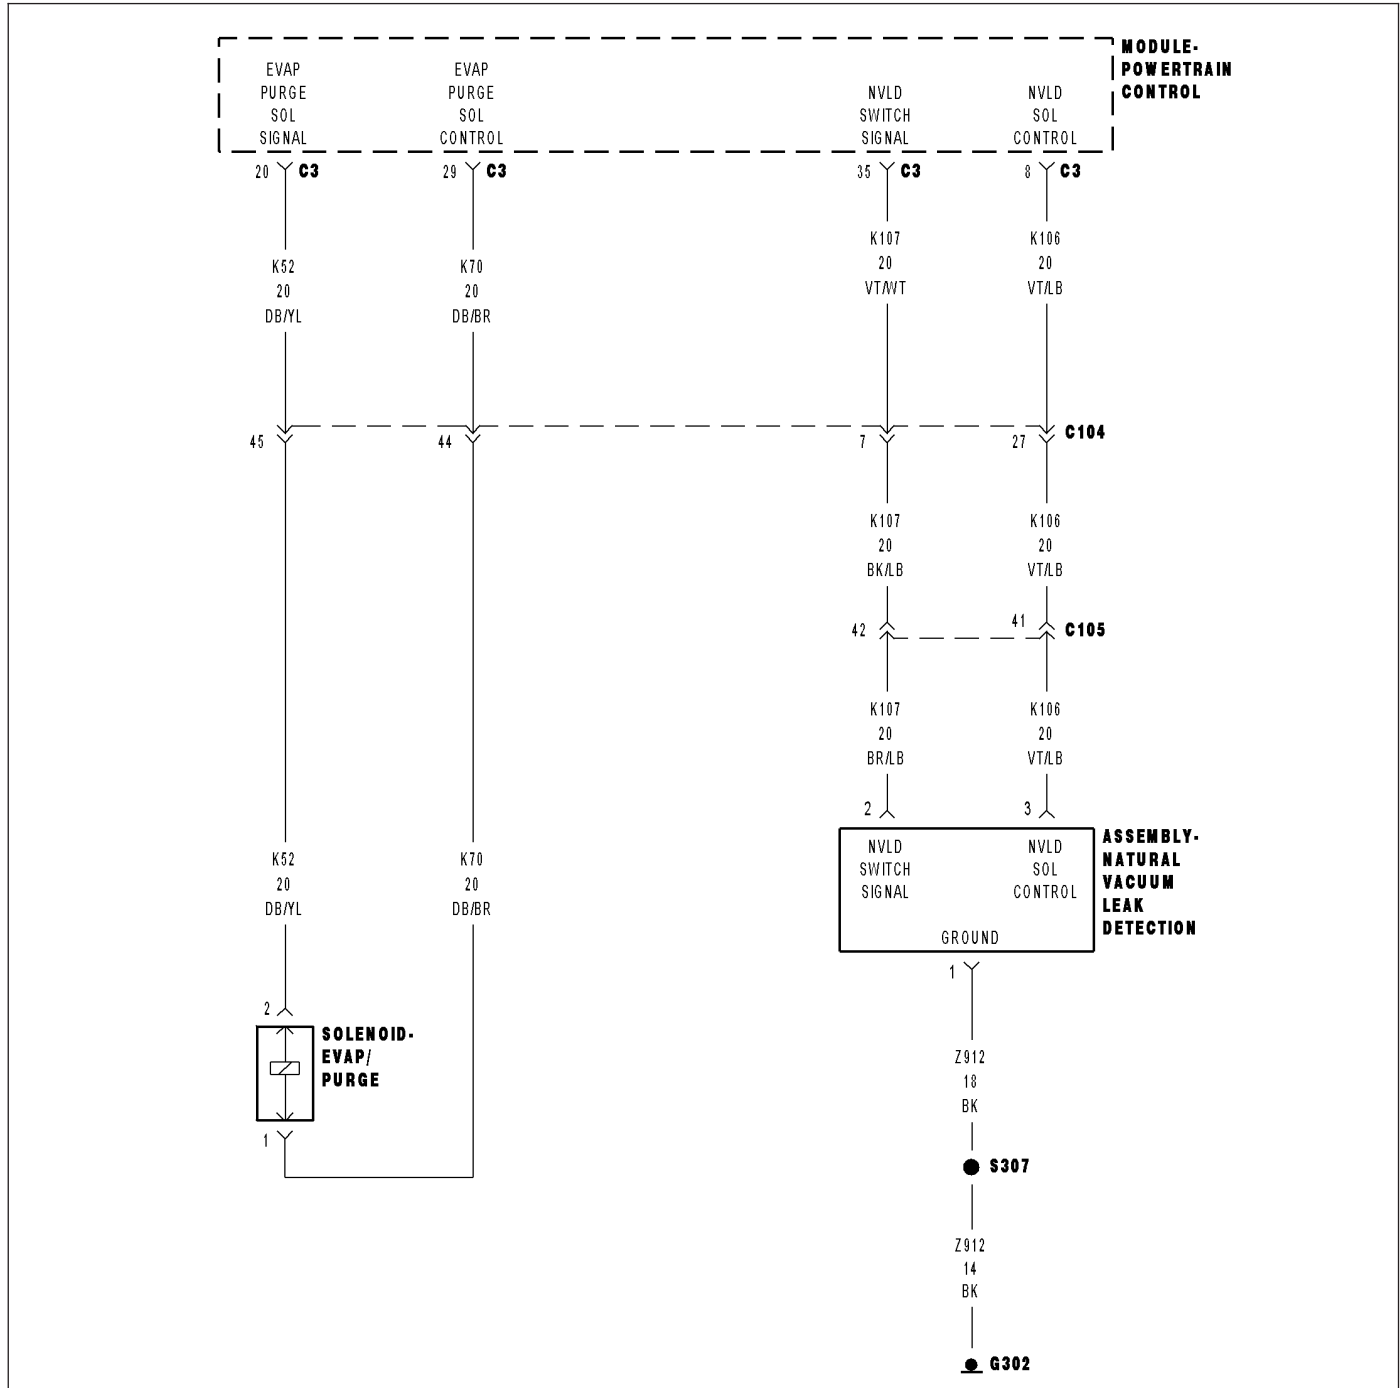 MODULE-
POWERTRAIN
CONTROL
EVAP
PURGE
SOL
SIGNAL
EVAP
PURGE
SOL
CONTROL
NVLD
SWITCH
SIGNAL
NVLD
SOL
CONTROL
20 C3
29 C3
35 C3
8 C3
K52
20
DB/YL
K70
20
DB/BR
K107
20
VT/WT
K106
20
VT/LB
45
44
7
27
C104
K107
20
BK/LB
K106
20
VT/LB
42
41
C105
K107
20
BR/LB
K106
20
VT/LB
2
3
NVLD
SWITCH
SIGNAL
NVLD
SOL
CONTROL
GROUND
ASSEMBLY-
NATURAL
VACUUM
LEAK
DETECTION
K52
20
DB/YL
K70
20
DB/BR
1
2
SOLENOID-
EVAP/
PURGE
1
Z912
18
BK
S307
Z912
14
BK
G302